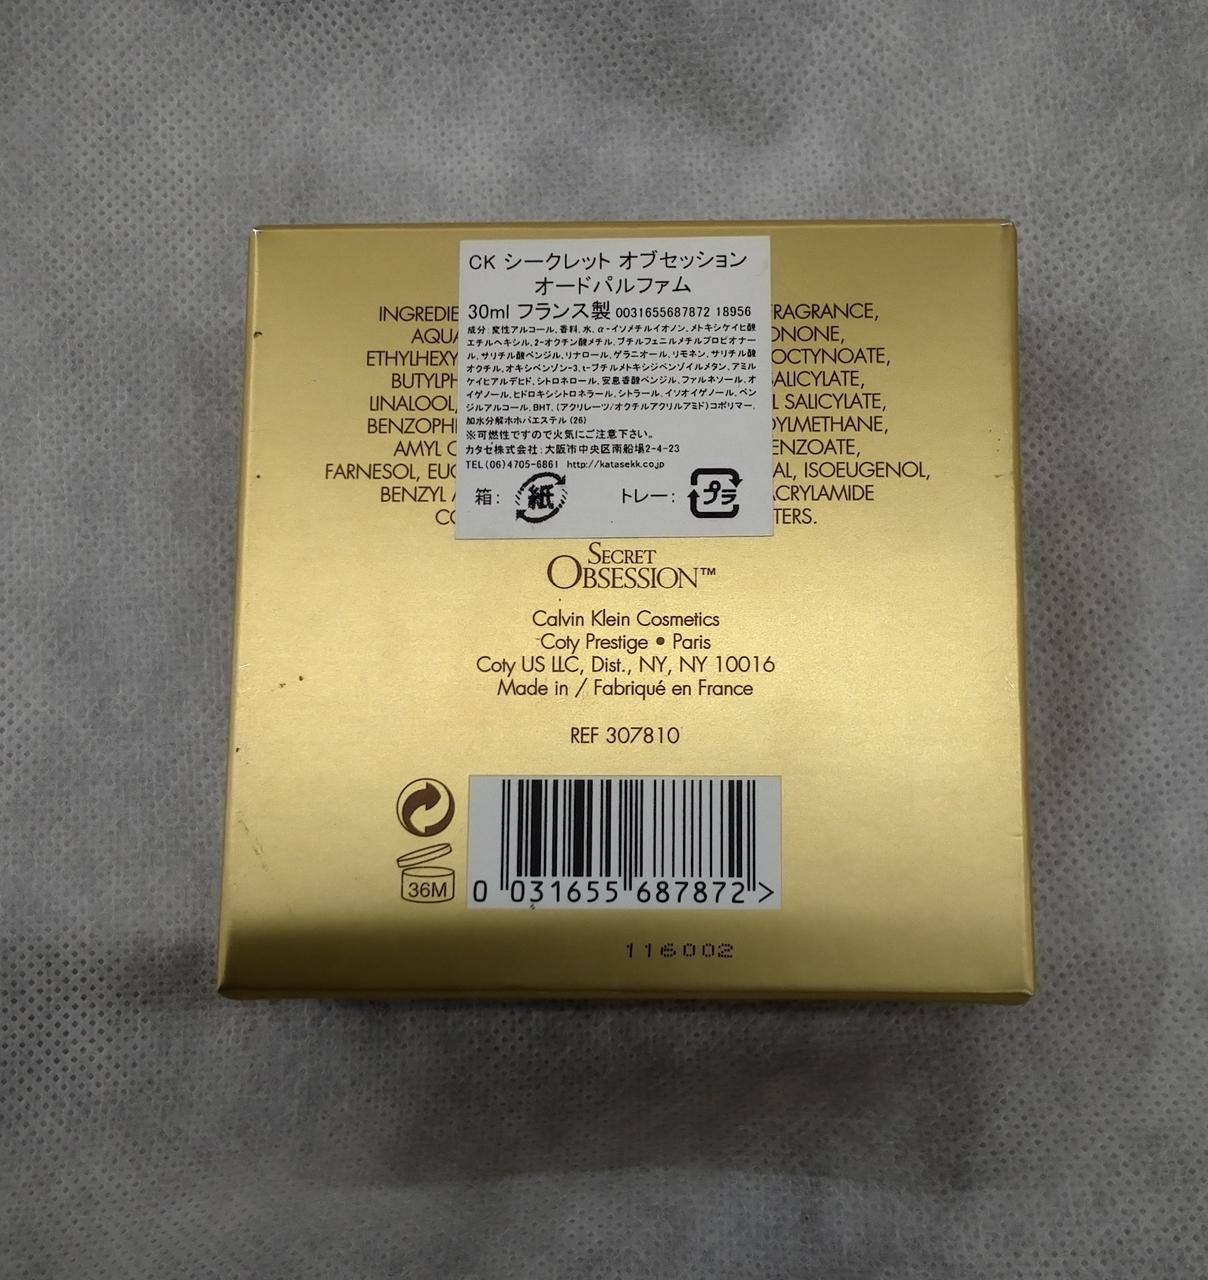 CK シークレット オブセッション
オードパルファム
30ml フランス製 0031655687872 18956
成分:変性アルコール、香料、水、α-イソメチルイオノン、メトキシケイヒ酸
エチルヘキシル、2-オクチン酸メチル、ブチルフェニルメチルプロピオナー
ル、サリチル酸ベンジル、リナロール、ゲラニオール、リモネン、サリチル酸
オクチル、オキシベンゾン-3、t-ブチルメトキシジベンゾイルメタン、アミル
ケイヒアルデヒド、シトロネロール、安息香酸ベンジル、ファルネソール、オ
イゲノール、ヒドロキシシトロネラール、シトラール、イソオイゲノール、ベン
ジルアルコール、BHT、(アクリレーツ/オクチルアクリルアミド)コポリマー、
加水分解ホホバエステル(26)
※可燃性ですので火気にご注意下さい。
カタセ株式会社:大阪市中央区南船場2-4-23
TEL(06)4705-6861 http://katasekk.co.jp
箱: 紙 トレー: プラ
INGREDIE FRAGRANCE,
AQUA ONONE,
ETHYLHEXY OCTYNOATE,
BUTYLPH SALICYLATE,
LINALOOL, L SALICYLATE,
BENZOPH OYLMETHANE,
AMYL C ENZOATE,
FARNESOL, EUG AL, ISOEUGENOL,
BENZYL A ACRYLAMIDE
CO TERS.
SECRET
OBSESSION™
Calvin Klein Cosmetics
Coty Prestige • Paris
Coty US LLC, Dist., NY, NY 10016
Made in / Fabriqué en France
REF 307810
36M
0 031655 687872 >
116002